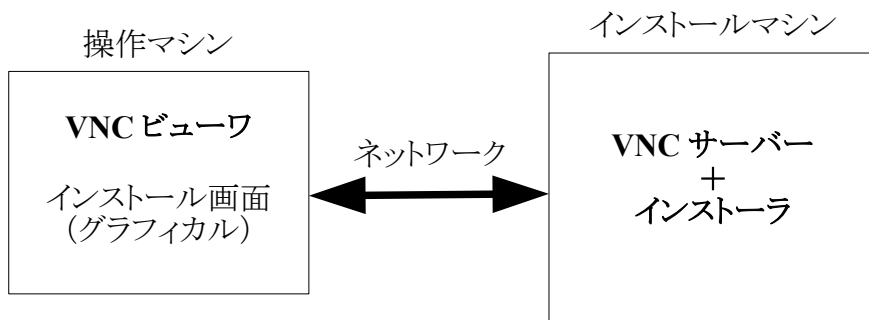 操作マシン
VNC ビューワ
インストール画面
(グラフィカル)
ネットワーク
インストールマシン
VNC サーバー
+
インストーラ